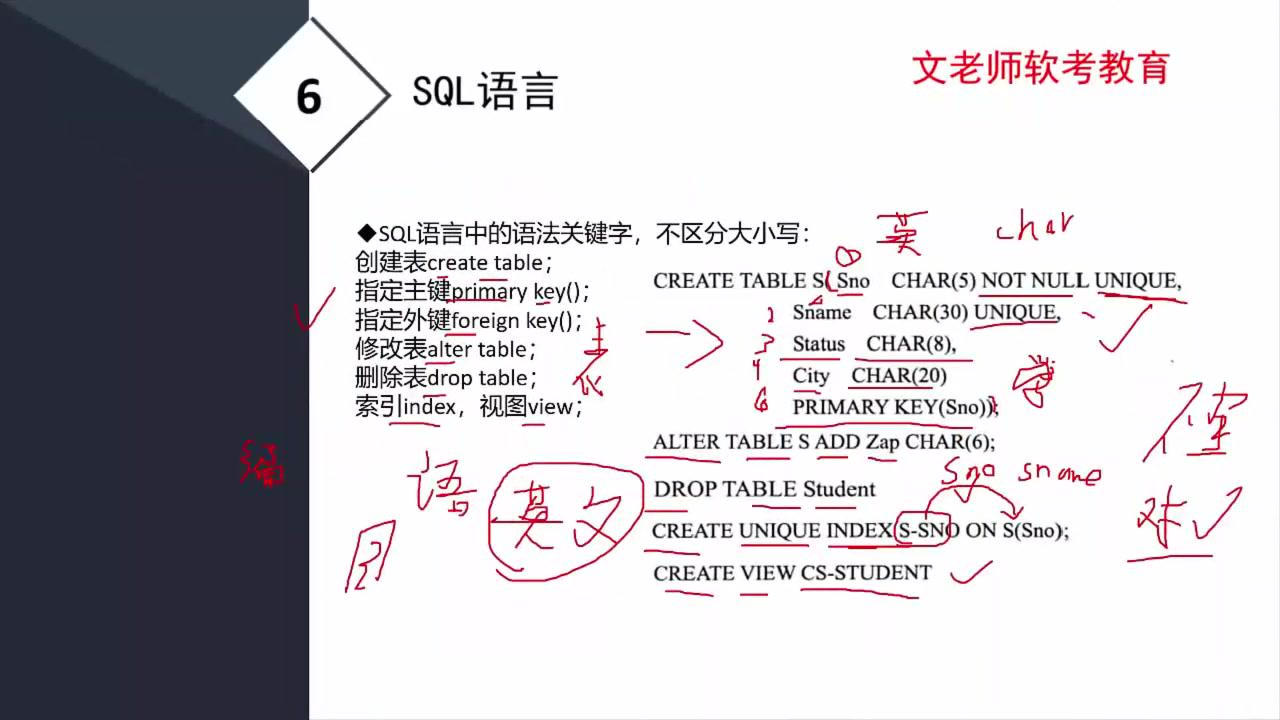 6
SQL语言
文老师软考教育
◆SQL语言中的语法关键字，不区分大小写：
创建表create table；
指定主键primary key()；
指定外键foreign key()；
修改表alter table；
删除表drop table；
索引index，视图view；
英 char
CREATE TABLE S( Sno CHAR(5) NOT NULL UNIQUE,
Sname CHAR(30) UNIQUE,
3 Status CHAR(8),
4 City CHAR(20)
PRIMARY KEY(Sno));
ALTER TABLE S ADD Zap CHAR(6);
Sno sname
DROP TABLE Student
CREATE UNIQUE INDEX S-SNO ON S(Sno);
CREATE VIEW CS-STUDENT
语 英文
不空
对